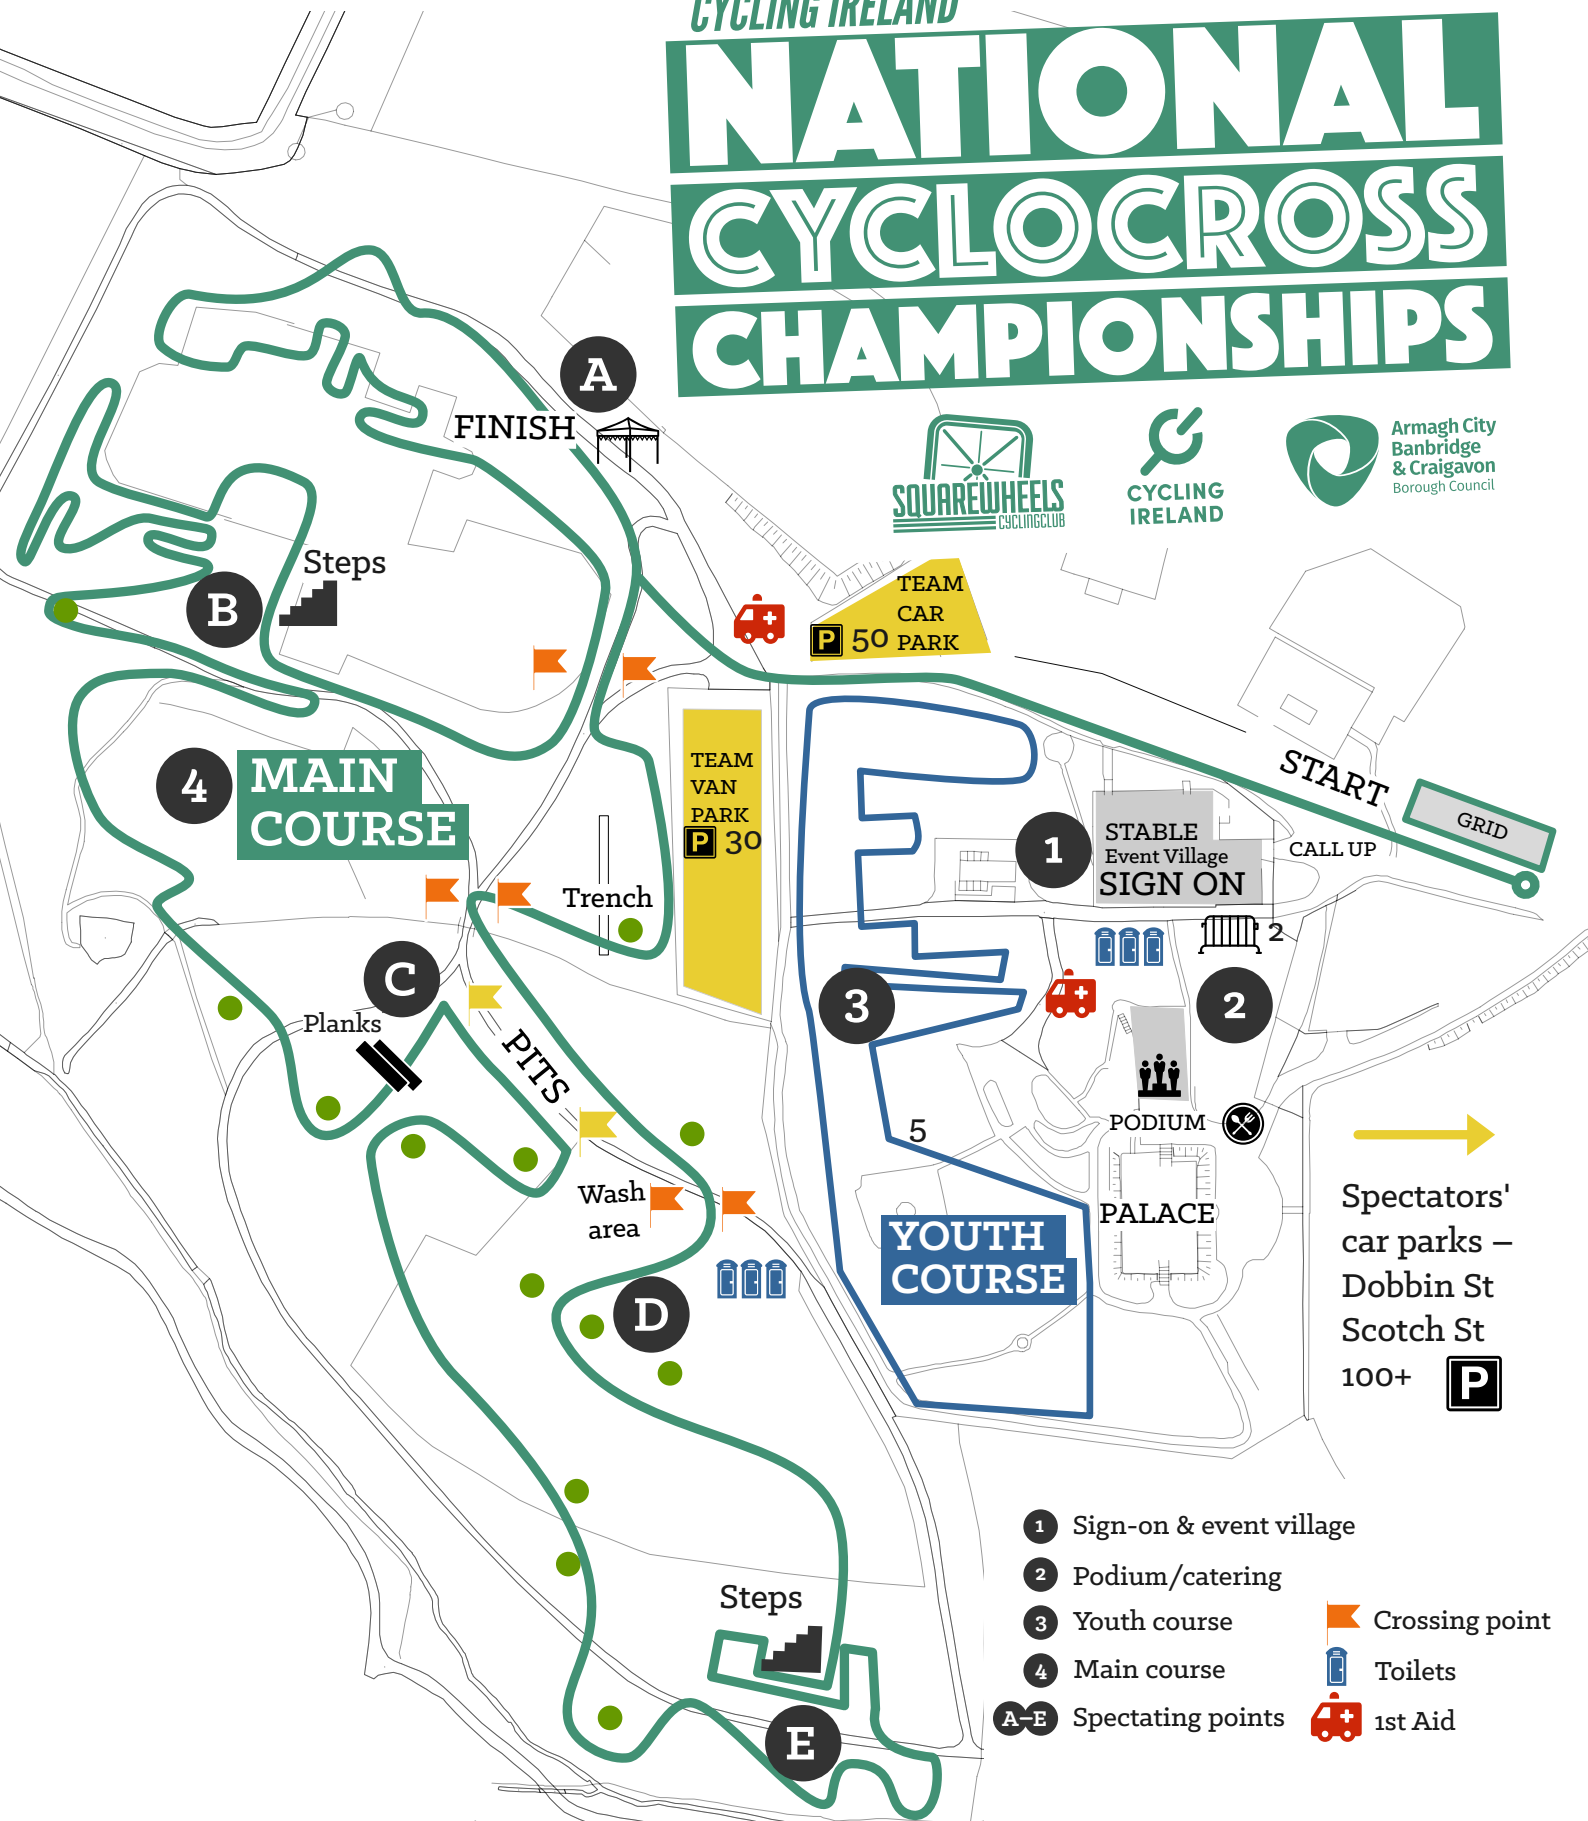 CYCLING IRELAND
NATIONAL
CYCLOCROSS
CHAMPIONSHIPS
SQUAREWHEELS
CYCLINGCLUB
CYCLING
IRELAND
Armagh City
Banbridge
& Craigavon
Borough Council
A
FINISH
Steps
B
TEAM
CAR
P 50 PARK
TEAM
VAN
PARK
P 30
START
GRID
CALL UP
4 MAIN
COURSE
1
STABLE
Event Village
SIGN ON
Trench
2
C
3
2
Planks
PITS
PODIUM
5
Wash
area
PALACE
YOUTH
COURSE
D
Spectators'
car parks –
Dobbin St
Scotch St
100+ P
Steps
E
1 Sign-on & event village
2 Podium/catering
3 Youth course
4 Main course
A–E Spectating points
Crossing point
Toilets
1st Aid